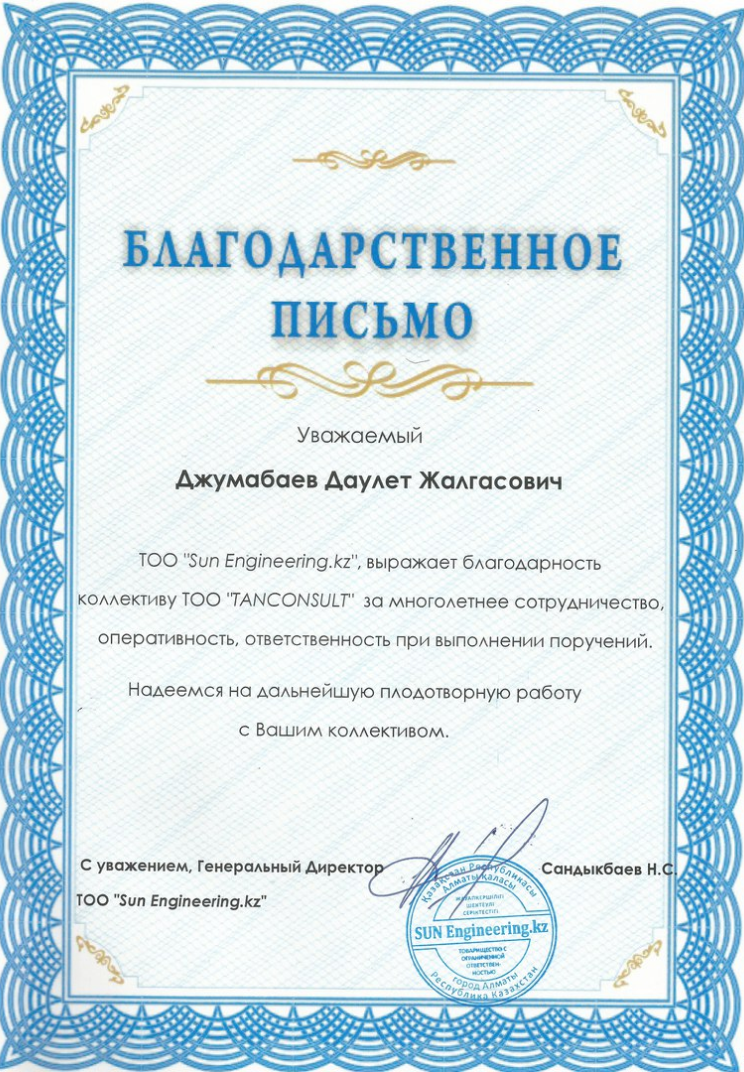 БЛАГОДАРСТВЕННОЕ
ПИСЬМО
Уважаемый
Джумабаев Даулет Жалгасович
ТОО "Sun Engineering.kz", выражает благодарность
коллективу ТОО "TANCONSULT" за многолетнее сотрудничество,
оперативность, ответственность при выполнении поручений.
Надеемся на дальнейшую плодотворную работу
с Вашим коллективом.
С уважением, Генеральный Директор Сандыкбаев Н.С.
ТОО "Sun Engineering.kz"
Қазақстан Республикасы
Алматы қаласы
ЖАУАПКЕРШІЛІГІ
ШЕКТЕУЛІ
СЕРІКТЕСТІГІ
SUN Engineering.kz
ТОВАРИЩЕСТВО С
ОГРАНИЧЕННОЙ
ОТВЕТСТВЕН-
НОСТЬЮ
город Алматы
Республика Казахстан